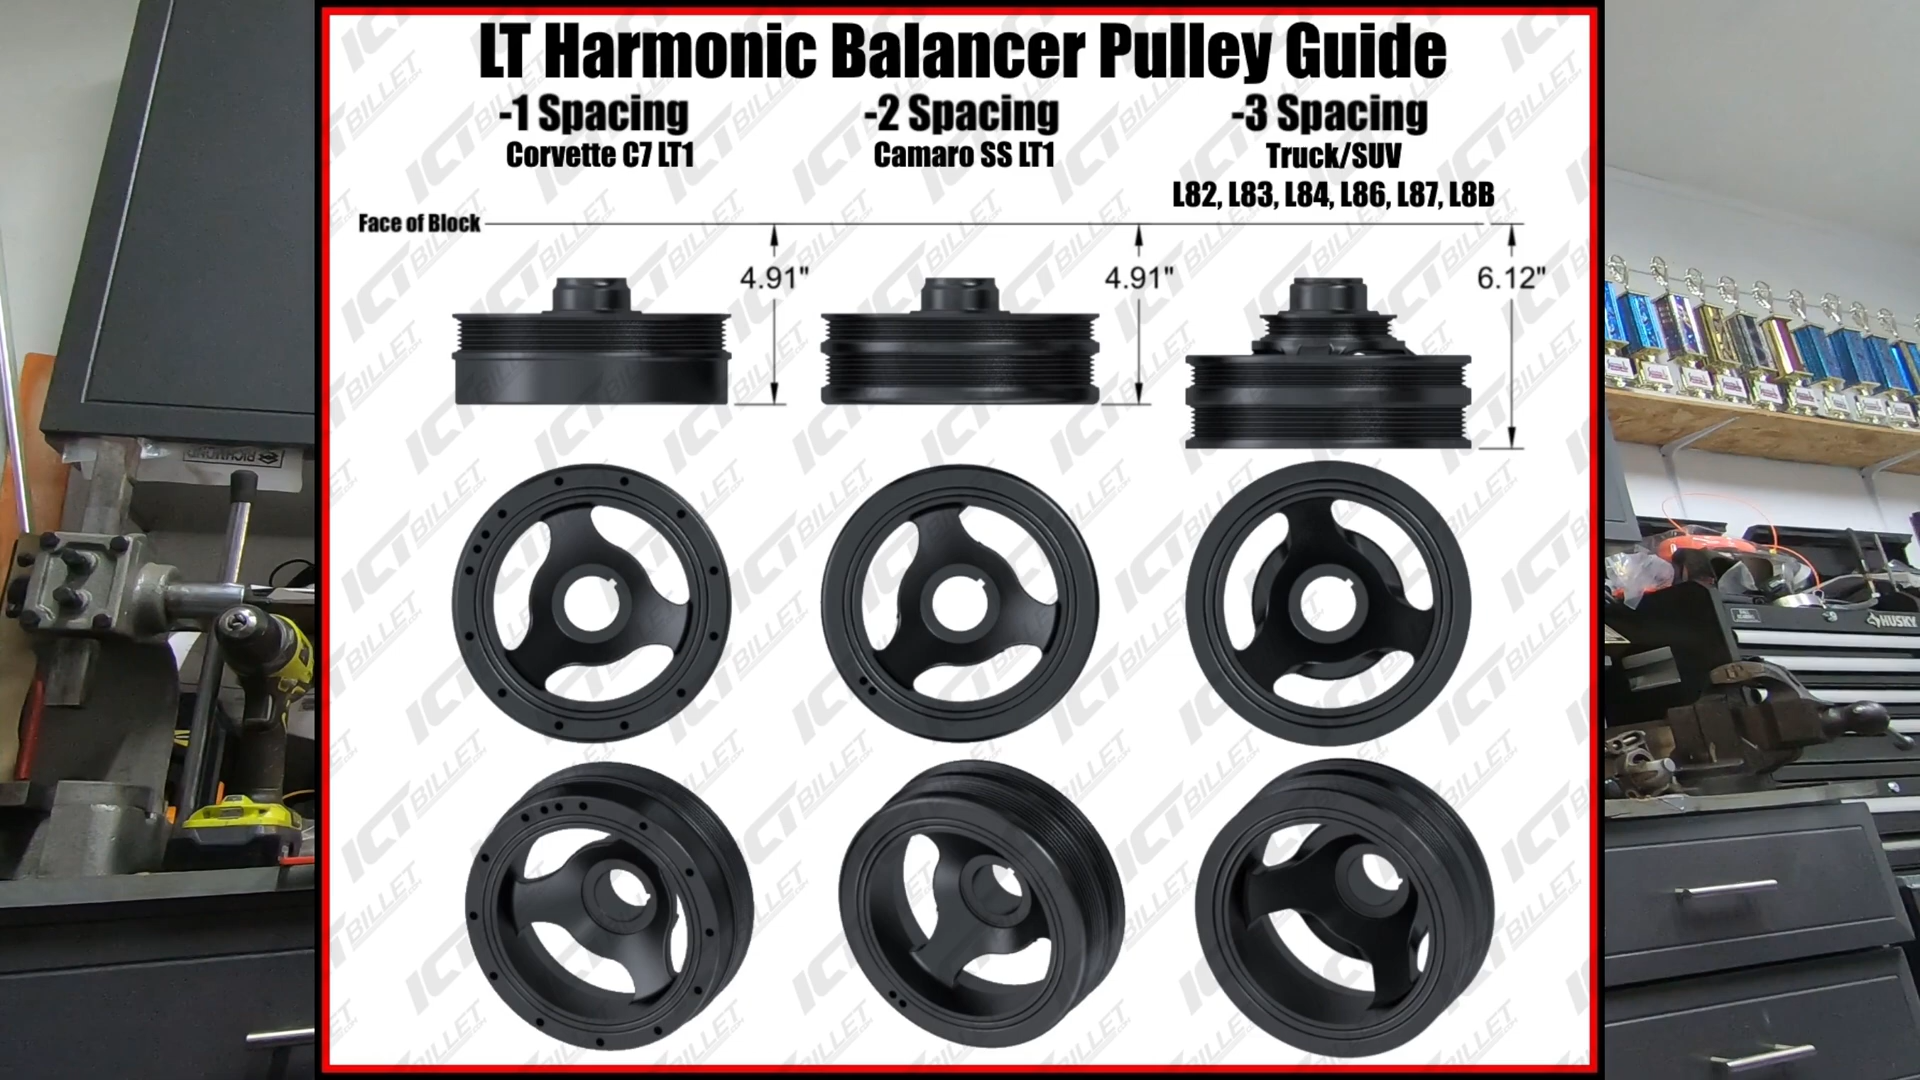 LT Harmonic Balancer Pulley Guide
-1 Spacing
Corvette C7 LT1
-2 Spacing
Camaro SS LT1
-3 Spacing
Truck/SUV
L82, L83, L84, L86, L87, L8B
Face of Block
4.91"
4.91"
6.12"
ICT BILLET.COM
RICHMOND
HUSKY